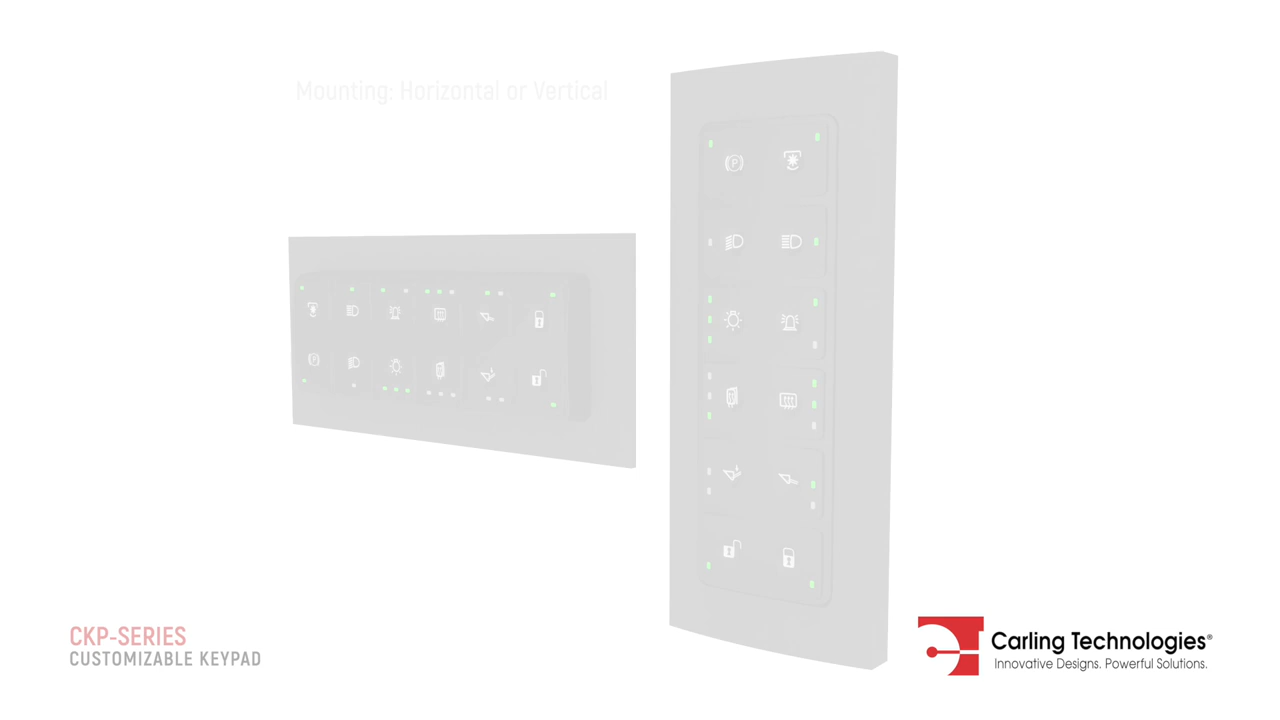 Mounting: Horizontal or Vertical
P
P
CKP-SERIES
CUSTOMIZABLE KEYPAD
Carling Technologies®
Innovative Designs. Powerful Solutions.